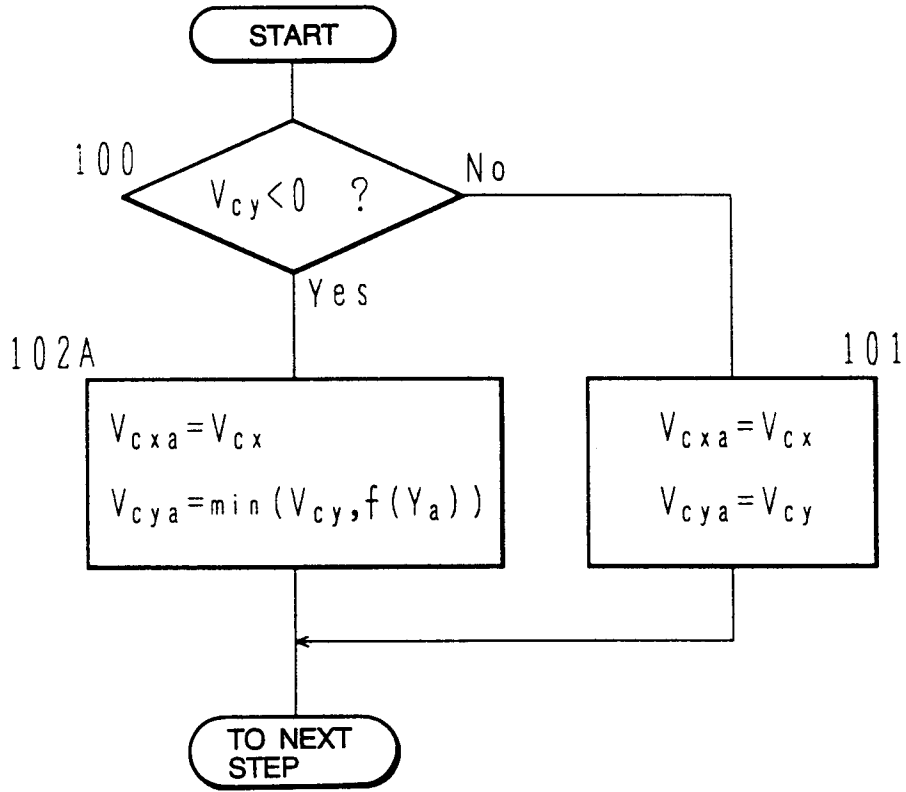 START
100
Vcy<0 ?
No
Yes
102A
Vcxa=Vcx
Vcya=min(Vcy,f(Ya))
101
Vcxa=Vcx
Vcya=Vcy
TO NEXT
STEP